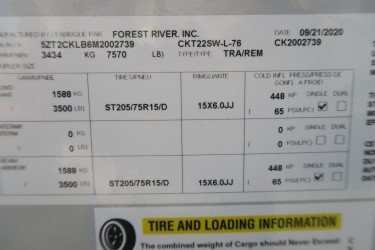 MANUFACTURED BY / FABRIQUE PAR FOREST RIVER, INC. DATE 09/21/2020
5ZT2CKLB6M2002739 CKT22SW-L-76 CK2002739
3434 KG 7570 LB) TYPE/TYPE: TRA/REM
COUPLER SIZE
GAWR/PNBE TIRES/PNEU RIMS/JANTE COLD INFL PRESS/PRESS DE GONFL A FROID
1588 KG 448 KP SINGLE DUAL
3500 LB) ST205/75R15/D 15X6.0JJ ( 65 PSI/LPC)
0 KG 0 KP SINGLE DUAL
0 LB) ( 0 PSI/LPC)
1588 KG 448 KP SINGLE DUAL
3500 LB) ST205/75R15/D 15X6.0JJ ( 65 PSI/LPC)
TIRE AND LOADING INFORMATION
The combined weight of Cargo should Never Exceed